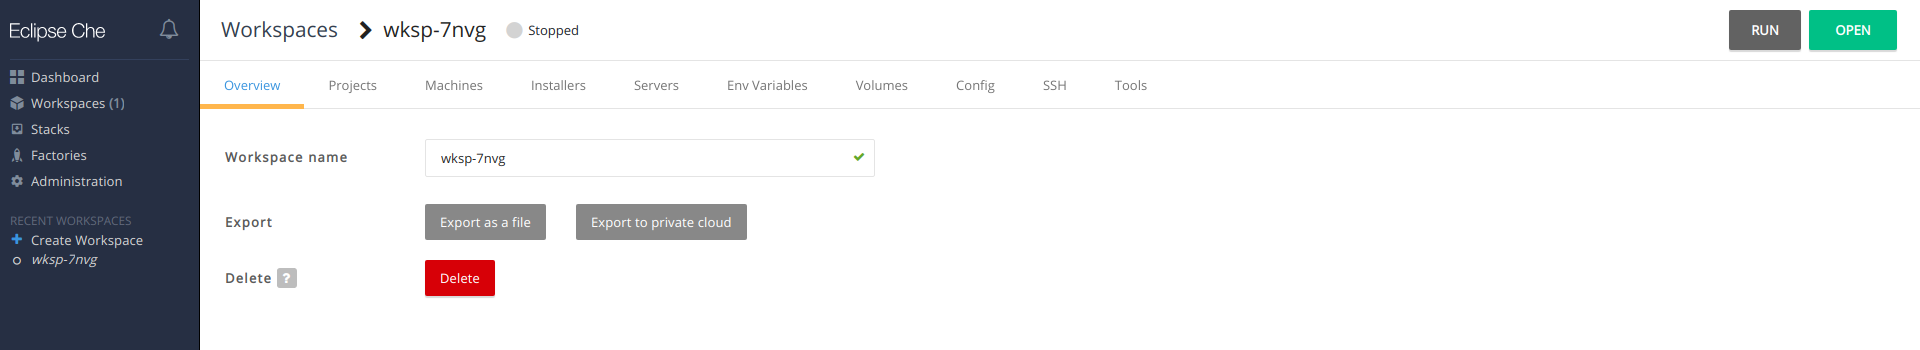 Eclipse Che
Dashboard
Workspaces (1)
Stacks
Factories
Administration
RECENT WORKSPACES
Create Workspace
wksp-7nvg
Workspaces wksp-7nvg Stopped
RUN OPEN
Overview Projects Machines Installers Servers Env Variables Volumes Config SSH Tools
Workspace name wksp-7nvg
Export Export as a file Export to private cloud
Delete ? Delete